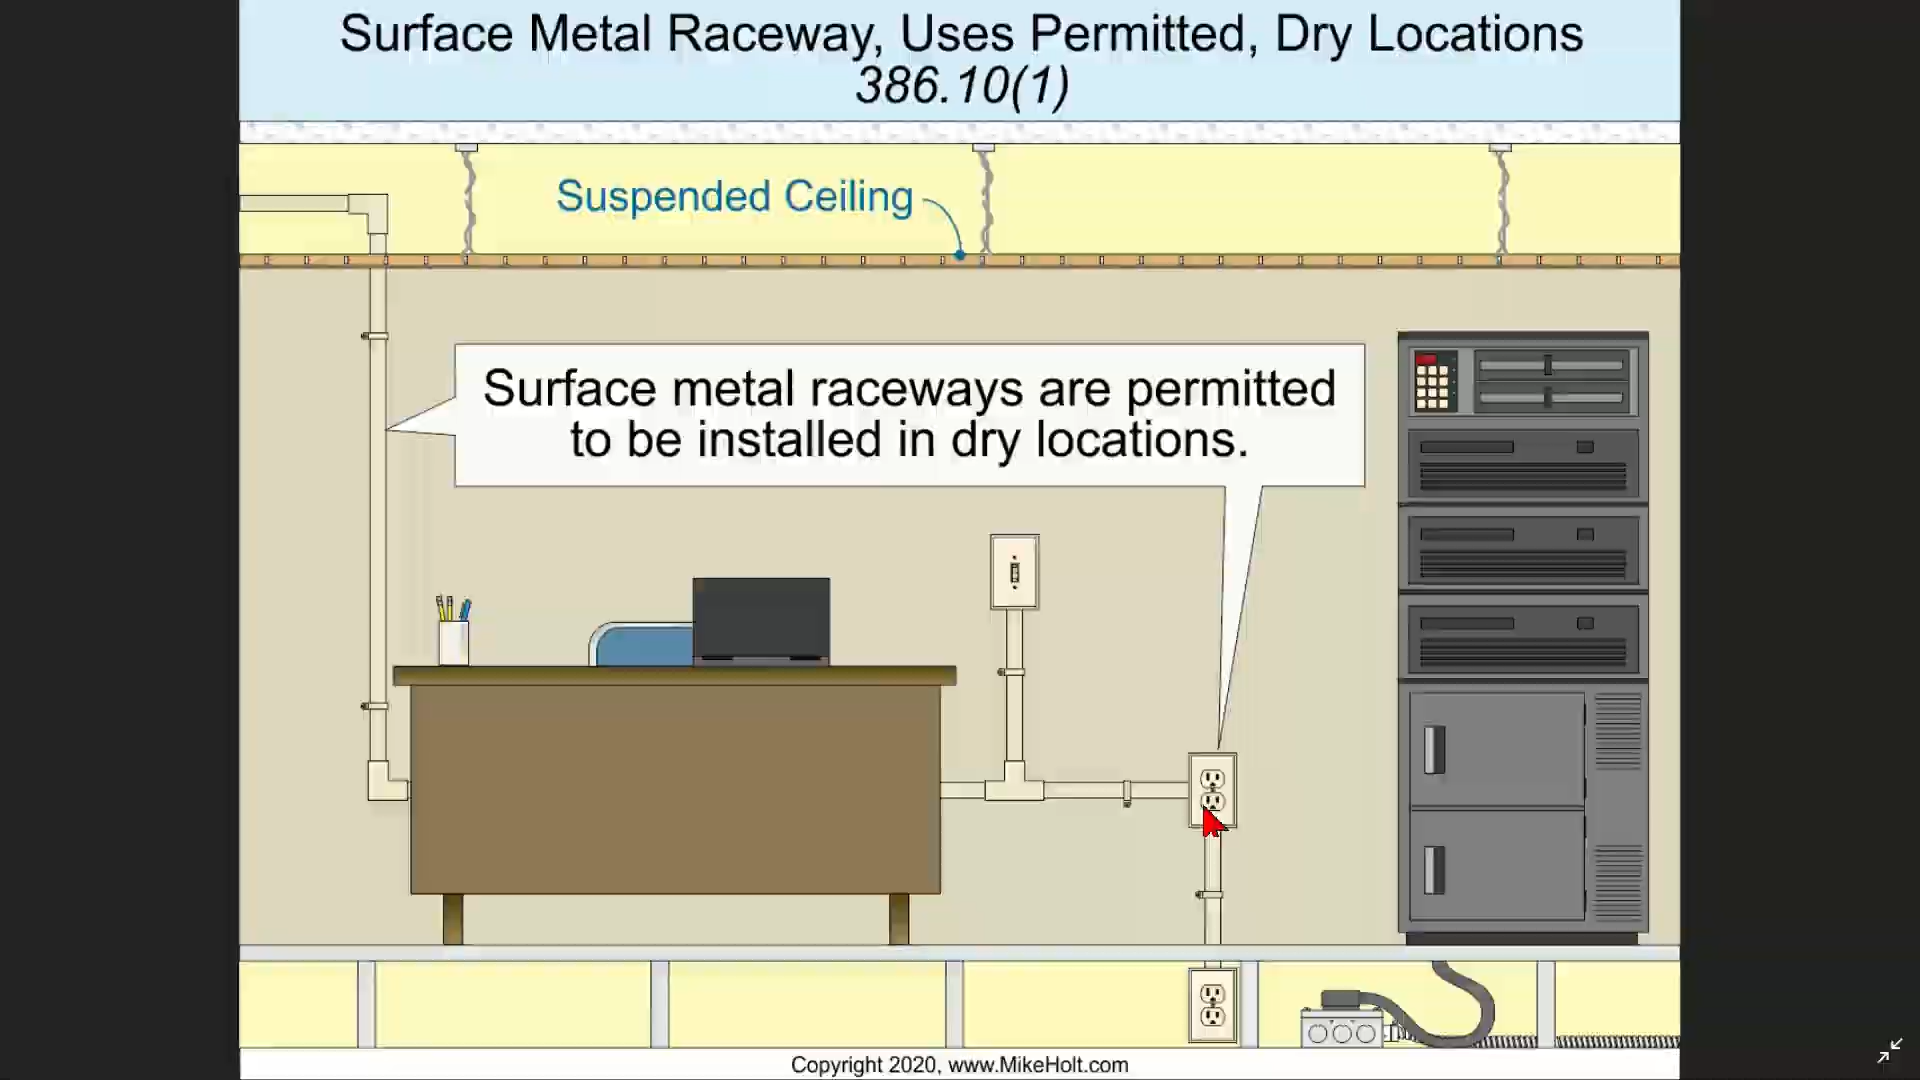 Surface Metal Raceway, Uses Permitted, Dry Locations
386.10(1)
Suspended Ceiling
Surface metal raceways are permitted
to be installed in dry locations.
Copyright 2020, www.MikeHolt.com